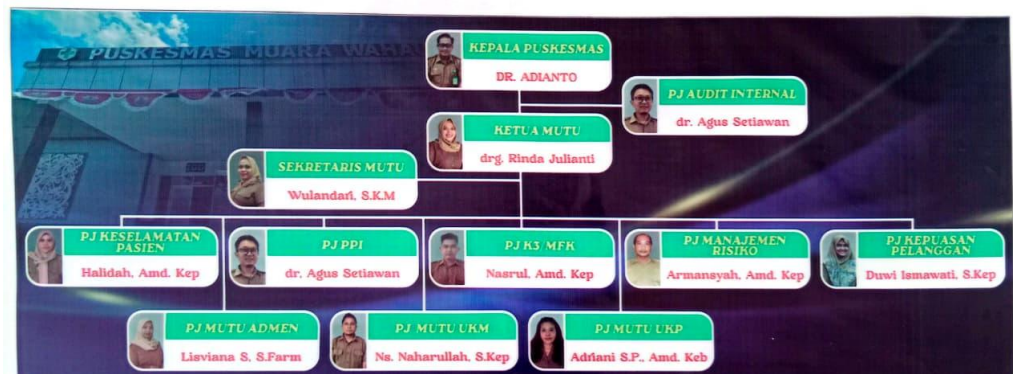 PUSKESMAS MUARA WAHA
KEPALA PUSKESMAS
DR. ADIANTO
PJ AUDIT INTERNAL
dr. Agus Setiawan
KETUA MUTU
drg. Rinda Julianti
SEKRETARIS MUTU
Wulandari, S.K.M
PJ KESELAMATAN
PASIEN
Halidah, Amd. Kep
PJ PPI
dr. Agus Setiawan
PJ K3/MFK
Nasrul, Amd. Kep
PJ MANAJEMEN
RISIKO
Armansyah, Amd. Kep
PJ KEPUASAN
PELANGGAN
Duwi Ismawati, S.Kep
PJ MUTU ADMEN
Lisviana S, S.Farm
PJ MUTU UKM
Ns. Naharullah, S.Kep
PJ MUTU UKP
Adriani S.P., Amd. Keb